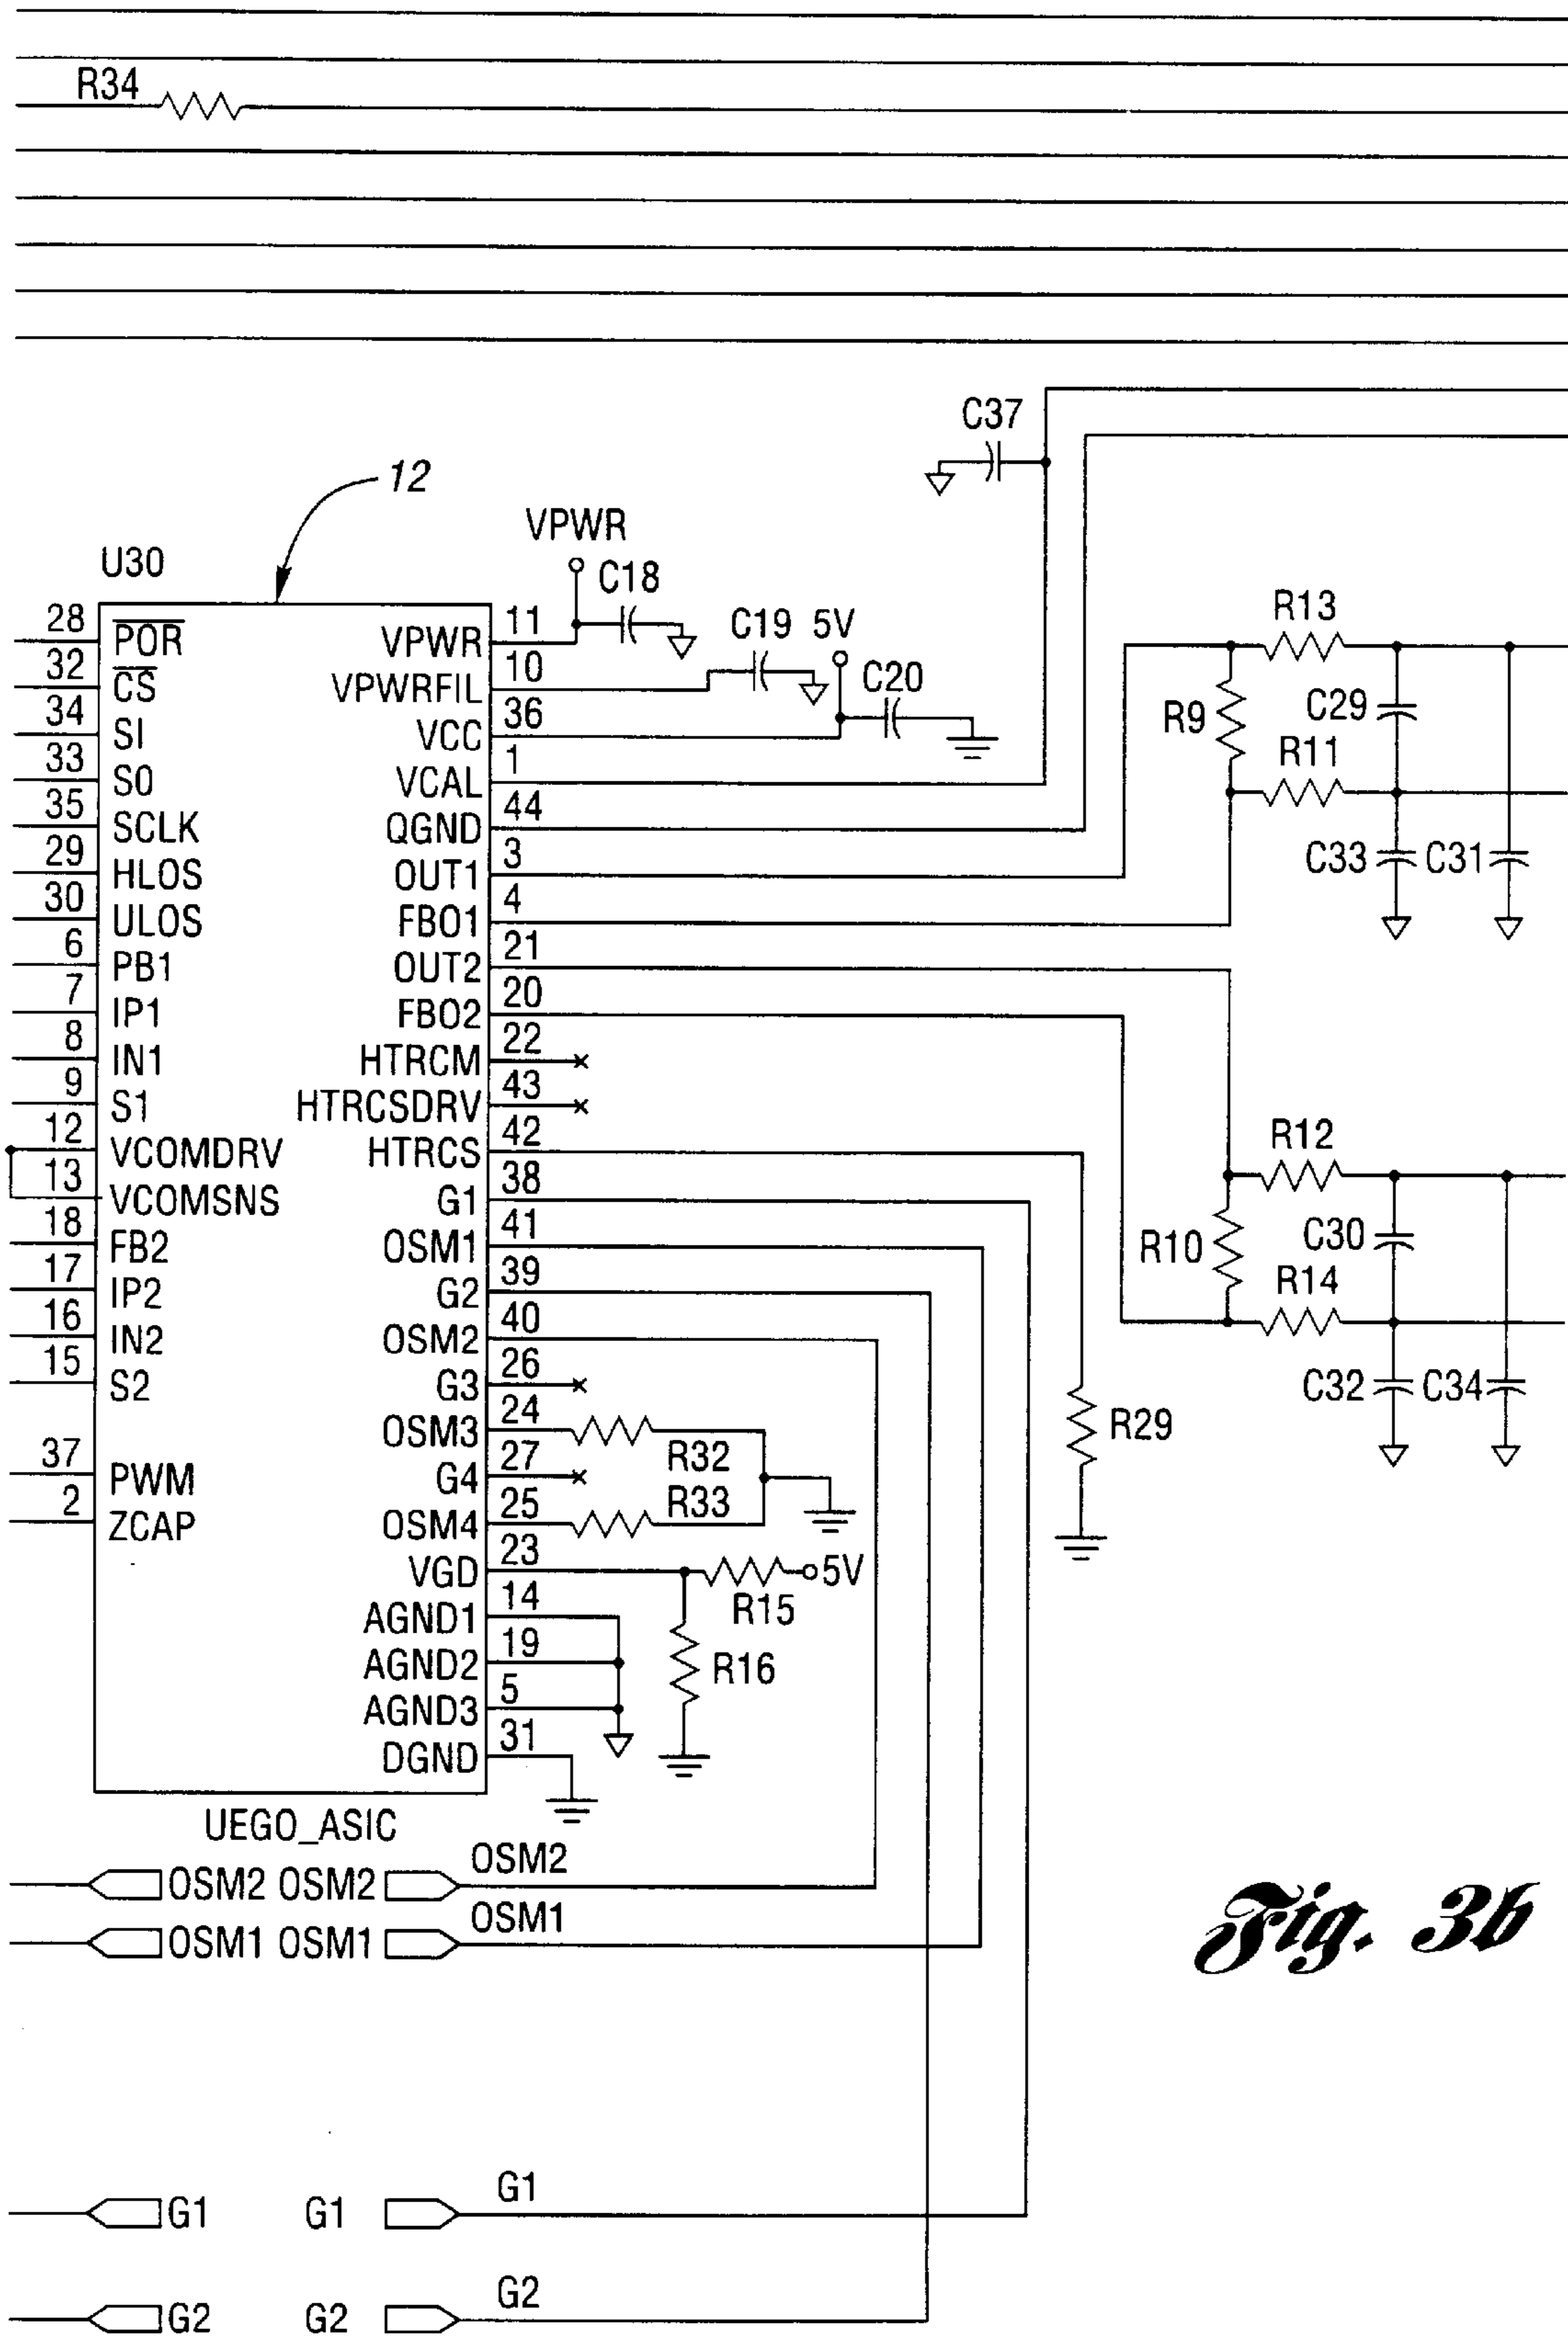 R34
C37
12
VPWR
U30
C18
28 POR VPWR 11
C19 5V
R13
32 CS VPWRFIL 10
C20
34 SI VCC 36
R9 C29
R11
33 S0 VCAL 1
35 SCLK QGND 44
29 HLOS OUT1 3
C33 C31
30 ULOS FBO1 4
6 PB1 OUT2 21
7 IP1 FBO2 20
8 IN1 HTRCM 22
9 S1 HTRCSDRV 43
12 VCOMDRV HTRCS 42
R12
13 VCOMSNS G1 38
18 FB2 OSM1 41
R10 C30
R14
17 IP2 G2 39
16 IN2 OSM2 40
15 S2 G3 26
C32 C34
OSM3 24
R29
R32
37 PWM G4 27
R33
2 ZCAP OSM4 25
VGD 23
5V
R15
AGND1 14
AGND2 19
R16
AGND3 5
DGND 31
UEGO_ASIC
OSM2 OSM2 OSM2
OSM1 OSM1 OSM1
Fig. 3b
G1 G1 G1
G2 G2 G2